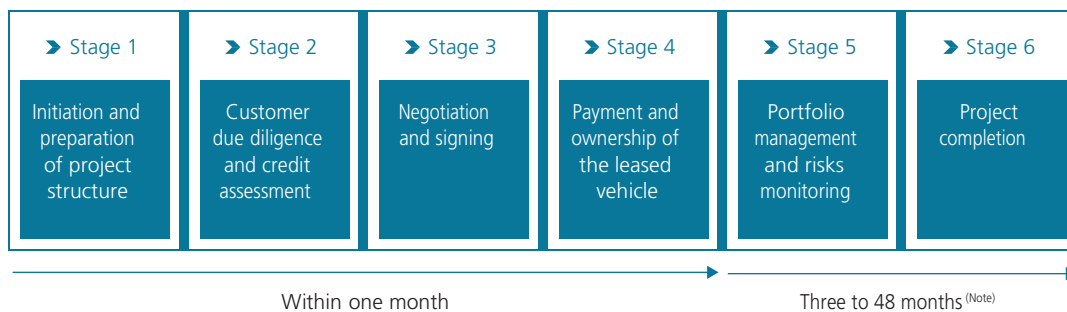 Stage 1
Stage 2
Stage 3
Stage 4
Stage 5
Stage 6
Initiation and
preparation
of project
structure
Customer
due diligence
and credit
assessment
Negotiation
and signing
Payment and
ownership of
the leased
vehicle
Portfolio
management
and risks
monitoring
Project
completion
Within one month
Three to 48 months (Note)